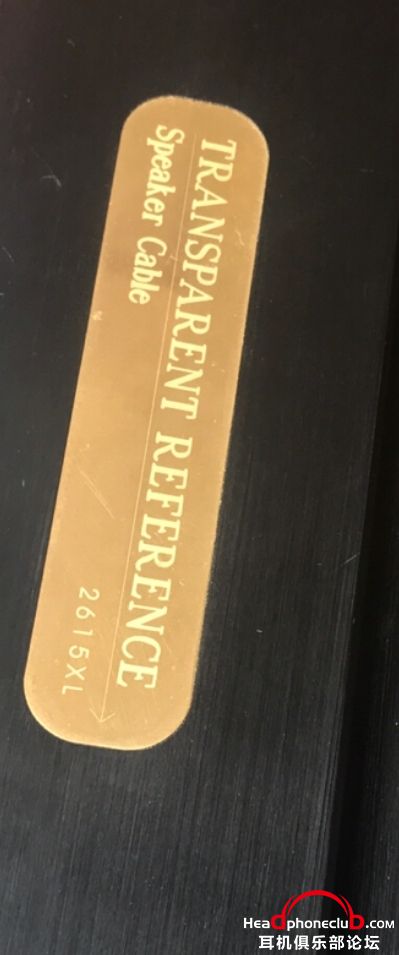 TRANSPARENT REFERENCE
Speaker Cable
2615XL
Headphoneclub.com
耳机俱乐部论坛